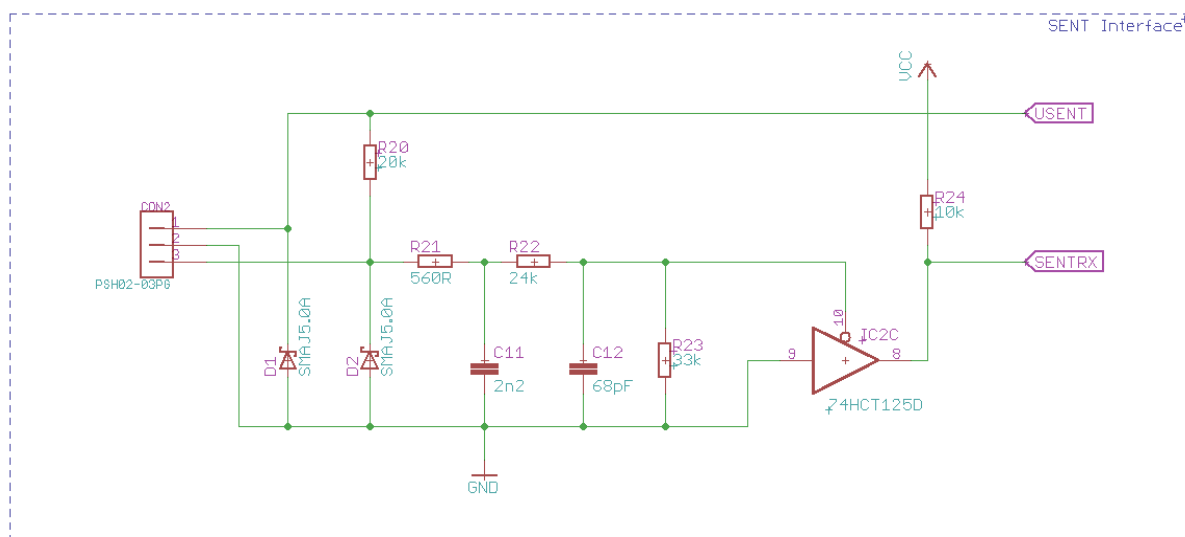 SENT Interface
VCC
USENT
R20
20k
R24
10k
CON2
1
2
3
PSH02-03PG
R21
560R
R22
24k
SENTRX
D1
SMAJ5.0A
D2
SMAJ5.0A
C11
2n2
C12
68pF
R23
33k
10
IC2C
9
8
74HCT125D
GND